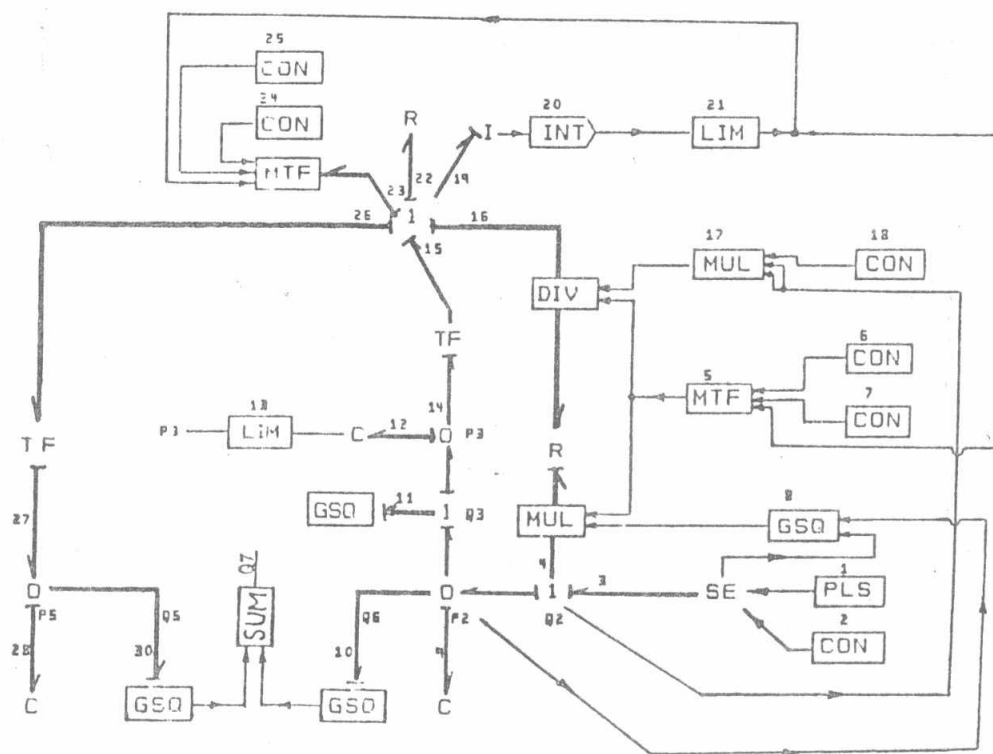 25
CON
24
CON
R
I
20
INT
21
LIM
MTF
23
22
19
1
26
16
15
17
MUL
18
CON
DIV
TF
6
CON
5
MTF
7
CON
14
P3
13
LIM
12
C
0
P3
TF
R
11
GSQ
1
Q3
MUL
8
GSQ
27
4
3
SE
1
PLS
0
P5
Q5
Q7
SUM
Q6
0
P2
1
Q2
2
CON
28
30
10
9
C
GSQ
GSQ
C